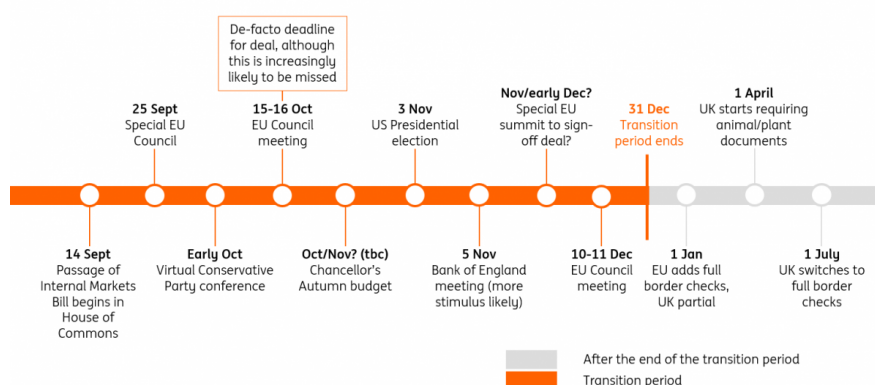 De-facto deadline
for deal, although
this is increasingly
likely to be missed
25 Sept
Special EU
Council
15-16 Oct
EU Council
meeting
3 Nov
US Presidential
election
Nov/early Dec?
Special EU
summit to sign-
off deal?
31 Dec
Transition
period ends
1 April
UK starts requiring
animal/plant
documents
14 Sept
Passage of
Internal Markets
Bill begins in
House of
Commons
Early Oct
Virtual Conservative
Party conference
Oct/Nov? (tbc)
Chancellor's
Autumn budget
5 Nov
Bank of England
meeting (more
stimulus likely)
10-11 Dec
EU Council
meeting
1 Jan
EU adds full
border checks,
UK partial
1 July
UK switches to
full border
checks
After the end of the transition period
Transition period